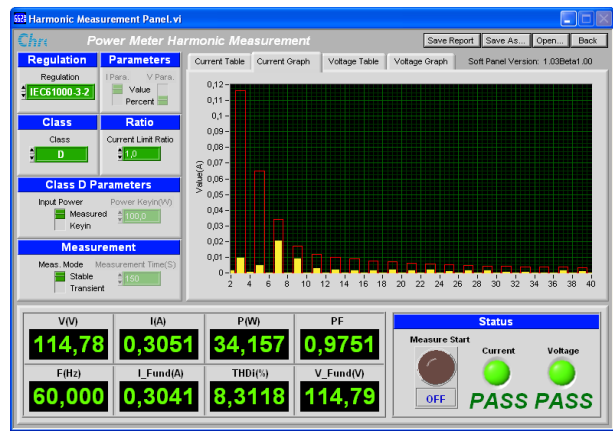 Harmonic Measurement Panel.vi
Power Meter Harmonic Measurement
Save Report Save As... Open... Back
Regulation Parameters
Regulation I Para. V Para.
IEC61000-3-2 Value
Percent
Current Table Current Graph Voltage Table Voltage Graph Soft Panel Version: 1.03Beta1.00
Class Ratio
Class Current Limit Ratio
D 1,0
Class D Parameters
Input Power Power Keyin(W)
Measured 100,0
Keyin
Measurement
Meas. Mode Measurement Time(S)
Stable 150
Transient
Value(A)
0,12
0,11
0,1
0,09
0,08
0,07
0,06
0,05
0,04
0,03
0,02
0,01
0
2 4 6 8 10 12 14 16 18 20 22 24 26 28 30 32 34 36 38 40
V(V) I(A) P(W) PF
114,78 0,3051 34,157 0,9751
F(Hz) I_Fund(A) THDi(%) V_Fund(V)
60,000 0,3041 8,3118 114,79
Status
Measure Start Current Voltage
OFF PASS PASS